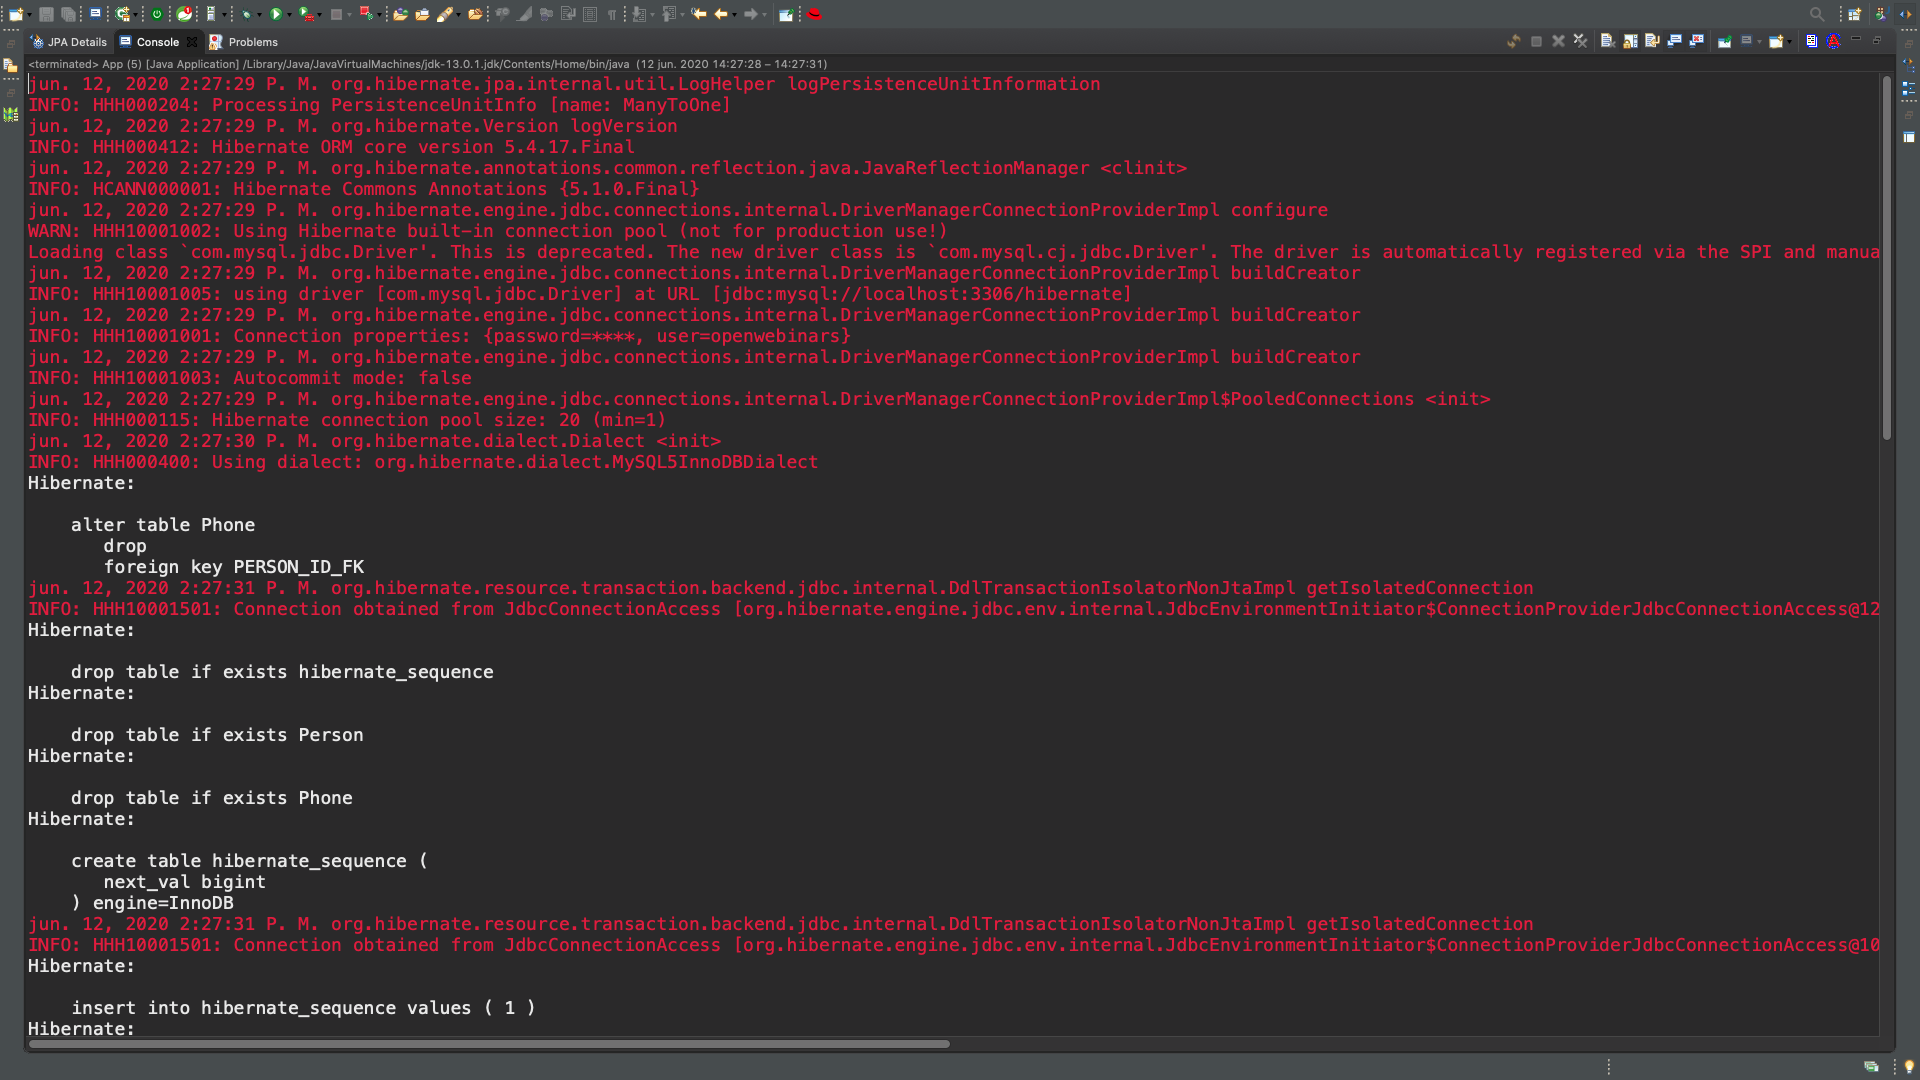 JPA Details
Console
Problems
<terminated> App (5) [Java Application] /Library/Java/JavaVirtualMachines/jdk-13.0.1.jdk/Contents/Home/bin/java (12 jun. 2020 14:27:28 – 14:27:31)
jun. 12, 2020 2:27:29 P. M. org.hibernate.jpa.internal.util.LogHelper logPersistenceUnitInformation
INFO: HHH000204: Processing PersistenceUnitInfo [name: ManyToOne]
jun. 12, 2020 2:27:29 P. M. org.hibernate.Version logVersion
INFO: HHH000412: Hibernate ORM core version 5.4.17.Final
jun. 12, 2020 2:27:29 P. M. org.hibernate.annotations.common.reflection.java.JavaReflectionManager <clinit>
INFO: HCANN000001: Hibernate Commons Annotations {5.1.0.Final}
jun. 12, 2020 2:27:29 P. M. org.hibernate.engine.jdbc.connections.internal.DriverManagerConnectionProviderImpl configure
WARN: HHH10001002: Using Hibernate built-in connection pool (not for production use!)
Loading class `com.mysql.jdbc.Driver'. This is deprecated. The new driver class is `com.mysql.cj.jdbc.Driver'. The driver is automatically registered via the SPI and manua
jun. 12, 2020 2:27:29 P. M. org.hibernate.engine.jdbc.connections.internal.DriverManagerConnectionProviderImpl buildCreator
INFO: HHH10001005: using driver [com.mysql.jdbc.Driver] at URL [jdbc:mysql://localhost:3306/hibernate]
jun. 12, 2020 2:27:29 P. M. org.hibernate.engine.jdbc.connections.internal.DriverManagerConnectionProviderImpl buildCreator
INFO: HHH10001001: Connection properties: {password=****, user=openwebinars}
jun. 12, 2020 2:27:29 P. M. org.hibernate.engine.jdbc.connections.internal.DriverManagerConnectionProviderImpl buildCreator
INFO: HHH10001003: Autocommit mode: false
jun. 12, 2020 2:27:29 P. M. org.hibernate.engine.jdbc.connections.internal.DriverManagerConnectionProviderImpl$PooledConnections <init>
INFO: HHH000115: Hibernate connection pool size: 20 (min=1)
jun. 12, 2020 2:27:30 P. M. org.hibernate.dialect.Dialect <init>
INFO: HHH000400: Using dialect: org.hibernate.dialect.MySQL5InnoDBDialect
Hibernate:
alter table Phone
drop
foreign key PERSON_ID_FK
jun. 12, 2020 2:27:31 P. M. org.hibernate.resource.transaction.backend.jdbc.internal.DdlTransactionIsolatorNonJtaImpl getIsolatedConnection
INFO: HHH10001501: Connection obtained from JdbcConnectionAccess [org.hibernate.engine.jdbc.env.internal.JdbcEnvironmentInitiator$ConnectionProviderJdbcConnectionAccess@12
Hibernate:
drop table if exists hibernate_sequence
Hibernate:
drop table if exists Person
Hibernate:
drop table if exists Phone
Hibernate:
create table hibernate_sequence (
next_val bigint
) engine=InnoDB
jun. 12, 2020 2:27:31 P. M. org.hibernate.resource.transaction.backend.jdbc.internal.DdlTransactionIsolatorNonJtaImpl getIsolatedConnection
INFO: HHH10001501: Connection obtained from JdbcConnectionAccess [org.hibernate.engine.jdbc.env.internal.JdbcEnvironmentInitiator$ConnectionProviderJdbcConnectionAccess@10
Hibernate:
insert into hibernate_sequence values ( 1 )
Hibernate: